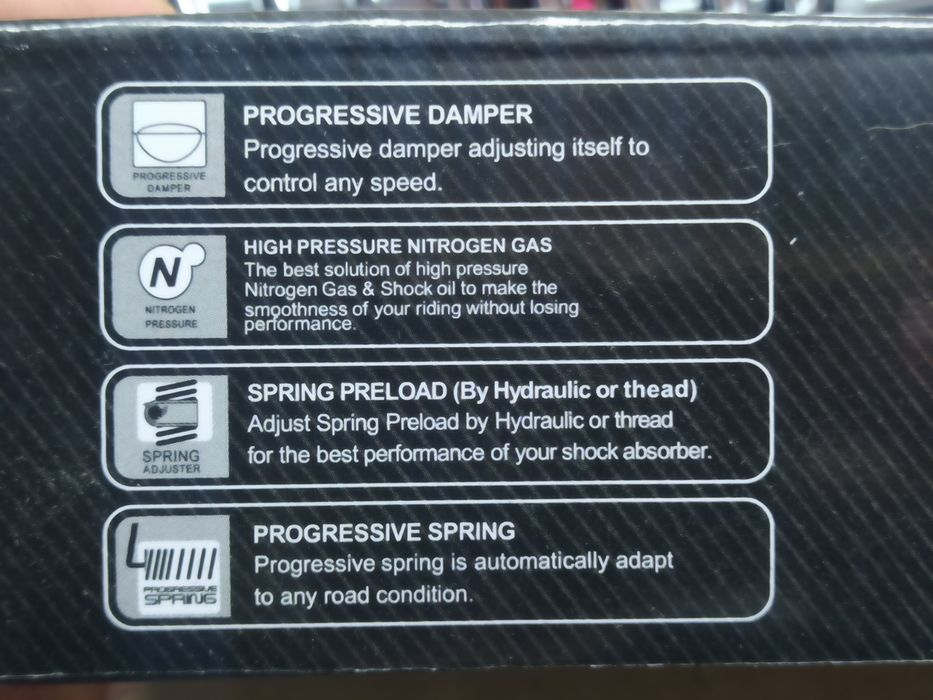 PROGRESSIVE DAMPER
Progressive damper adjusting itself to
control any speed.
PROGRESSIVE
DAMPER
HIGH PRESSURE NITROGEN GAS
The best solution of high pressure
Nitrogen Gas & Shock oil to make the
smoothness of your riding without losing
performance.
N
NITROGEN
PRESSURE
SPRING PRELOAD (By Hydraulic or thead)
Adjust Spring Preload by Hydraulic or thread
for the best performance of your shock absorber.
SPRING
ADJUSTER
PROGRESSIVE SPRING
Progressive spring is automatically adapt
to any road condition.
PROGRESSIVE
SPRING